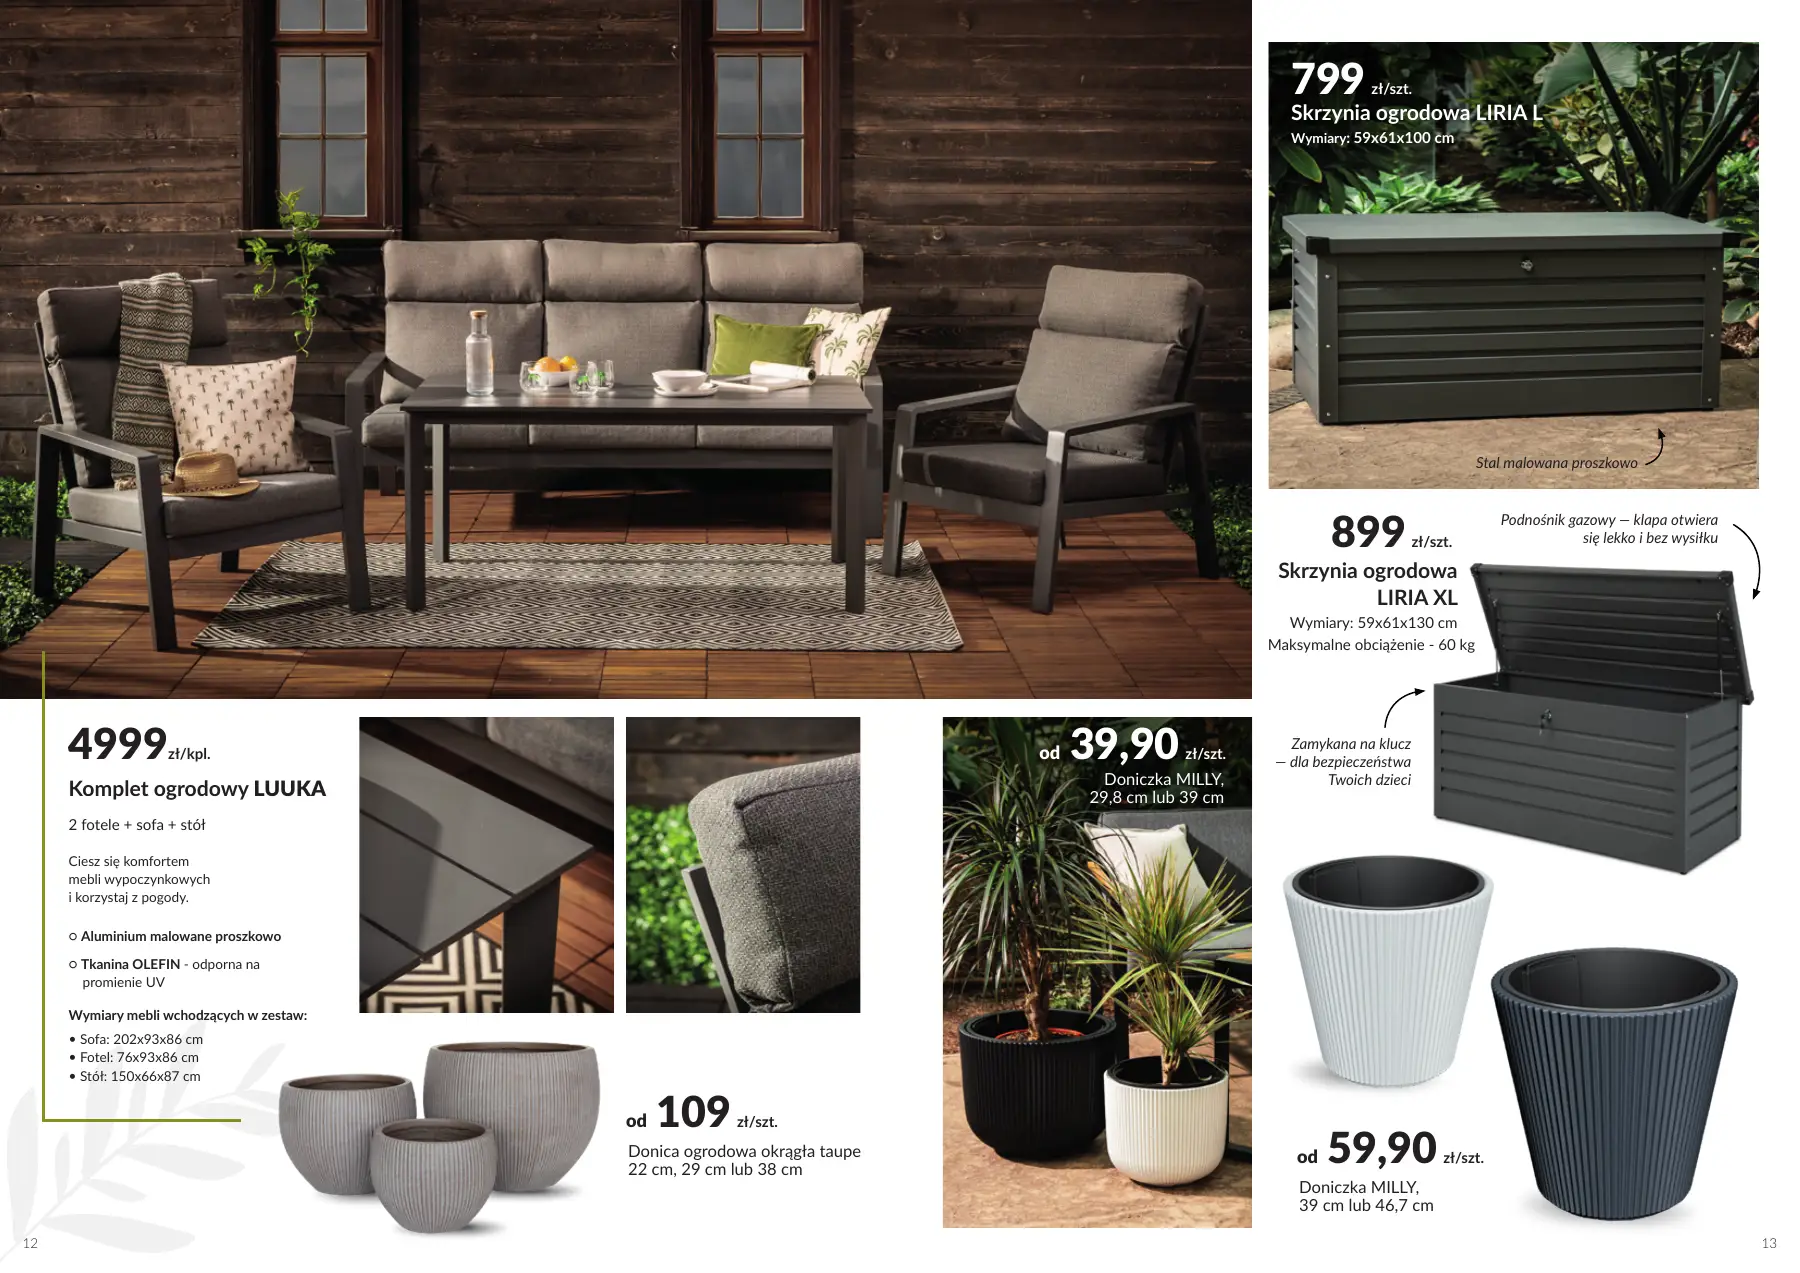 799 zł/szt.
Skrzynia ogrodowa LIRIA L
Wymiary: 59x61x100 cm
Stal malowana proszkowo
899 zł/szt.
Skrzynia ogrodowa
LIRIA XL
Wymiary: 59x61x130 cm
Maksymalne obciążenie - 60 kg
Podnośnik gazowy — klapa otwiera
się lekko i bez wysiłku
Zamykana na klucz
— dla bezpieczeństwa
Twoich dzieci
4999 zł/kpl.
Komplet ogrodowy LUUKA
2 fotele + sofa + stół
Ciesz się komfortem
mebli wypoczynkowych
i korzystaj z pogody.
○ Aluminium malowane proszkowo
○ Tkanina OLEFIN - odporna na
promienie UV
Wymiary mebli wchodzących w zestaw:
• Sofa: 202x93x86 cm
• Fotel: 76x93x86 cm
• Stół: 150x66x87 cm
od 109 zł/szt.
Donica ogrodowa okrągła taupe
22 cm, 29 cm lub 38 cm
od 39,90 zł/szt.
Doniczka MILLY,
29,8 cm lub 39 cm
od 59,90 zł/szt.
Doniczka MILLY,
39 cm lub 46,7 cm
12
13